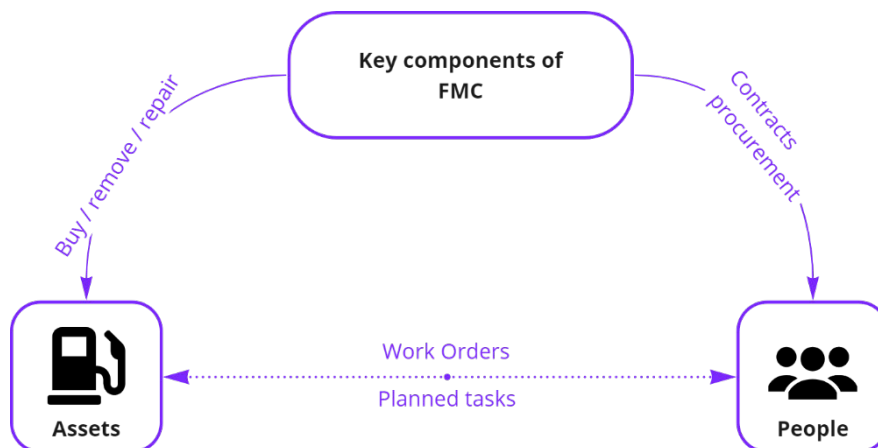 Key components of
FMC
Buy / remove / repair
Contracts
procurement
Work Orders
Planned tasks
Assets
People